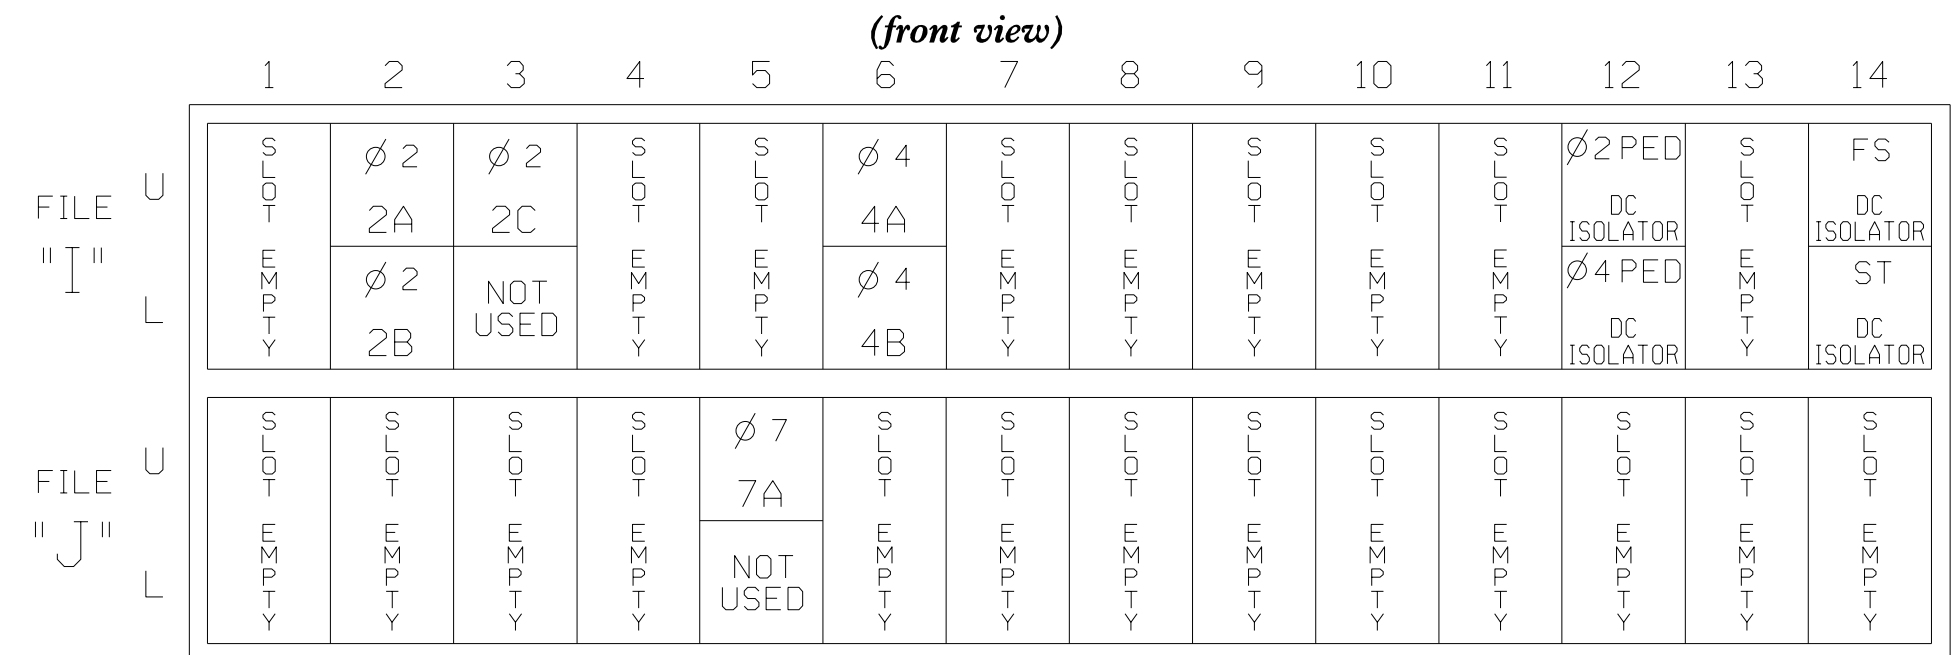 (front view)
1 2 3 4 5 6 7 8 9 10 11 12 13 14
FILE "I"
U
L
SLOT EMPTY
Ø 2
2A
Ø 2
2B
Ø 2
2C
NOT
USED
SLOT EMPTY
SLOT EMPTY
Ø 4
4A
Ø 4
4B
SLOT EMPTY
SLOT EMPTY
SLOT EMPTY
SLOT EMPTY
SLOT EMPTY
Ø2PED
DC
ISOLATOR
Ø4PED
DC
ISOLATOR
SLOT EMPTY
FS
DC
ISOLATOR
ST
DC
ISOLATOR
FILE "J"
U
L
SLOT EMPTY
SLOT EMPTY
SLOT EMPTY
SLOT EMPTY
Ø 7
7A
NOT
USED
SLOT EMPTY
SLOT EMPTY
SLOT EMPTY
SLOT EMPTY
SLOT EMPTY
SLOT EMPTY
SLOT EMPTY
SLOT EMPTY
SLOT EMPTY